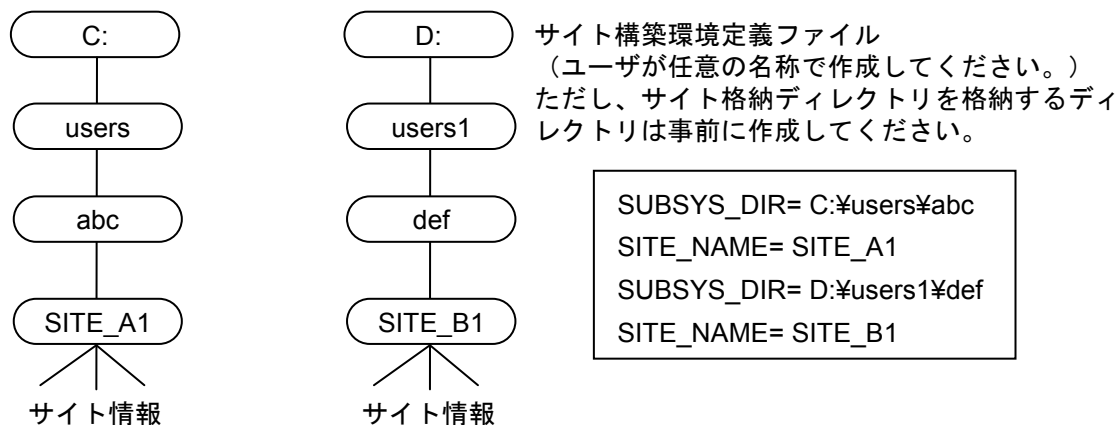 C:
users
abc
SITE_A1
サイト情報
D:
users1
def
SITE_B1
サイト情報
サイト構築環境定義ファイル
（ユーザが任意の名称で作成してください。）
ただし、サイト格納ディレクトリを格納するディ
レクトリは事前に作成してください。
SUBSYS_DIR= C:¥users¥abc
SITE_NAME= SITE_A1
SUBSYS_DIR= D:¥users1¥def
SITE_NAME= SITE_B1